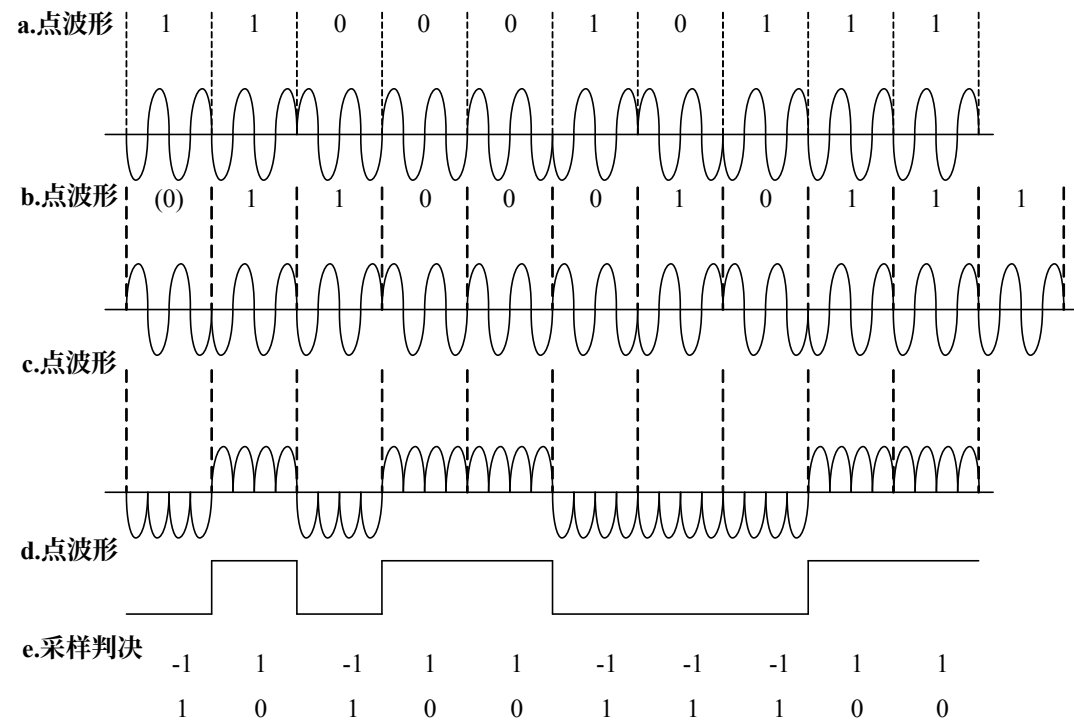 a.点波形 1 1 0 0 0 1 0 1 1 1
b.点波形 (0) 1 1 0 0 0 1 0 1 1 1
c.点波形
d.点波形
e.采样判决 -1 1 -1 1 1 -1 -1 -1 1 1
1 0 1 0 0 1 1 1 0 0